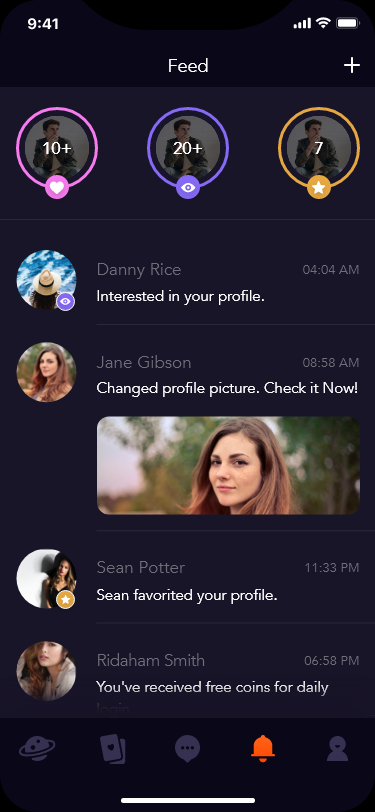 9:41
Feed
10+
20+
7
Danny Rice
04:04 AM
Interested in your profile.
Jane Gibson
08:58 AM
Changed profile picture. Check it Now!
Sean Potter
11:33 PM
Sean favorited your profile.
Ridaham Smith
06:58 PM
You've received free coins for daily
login